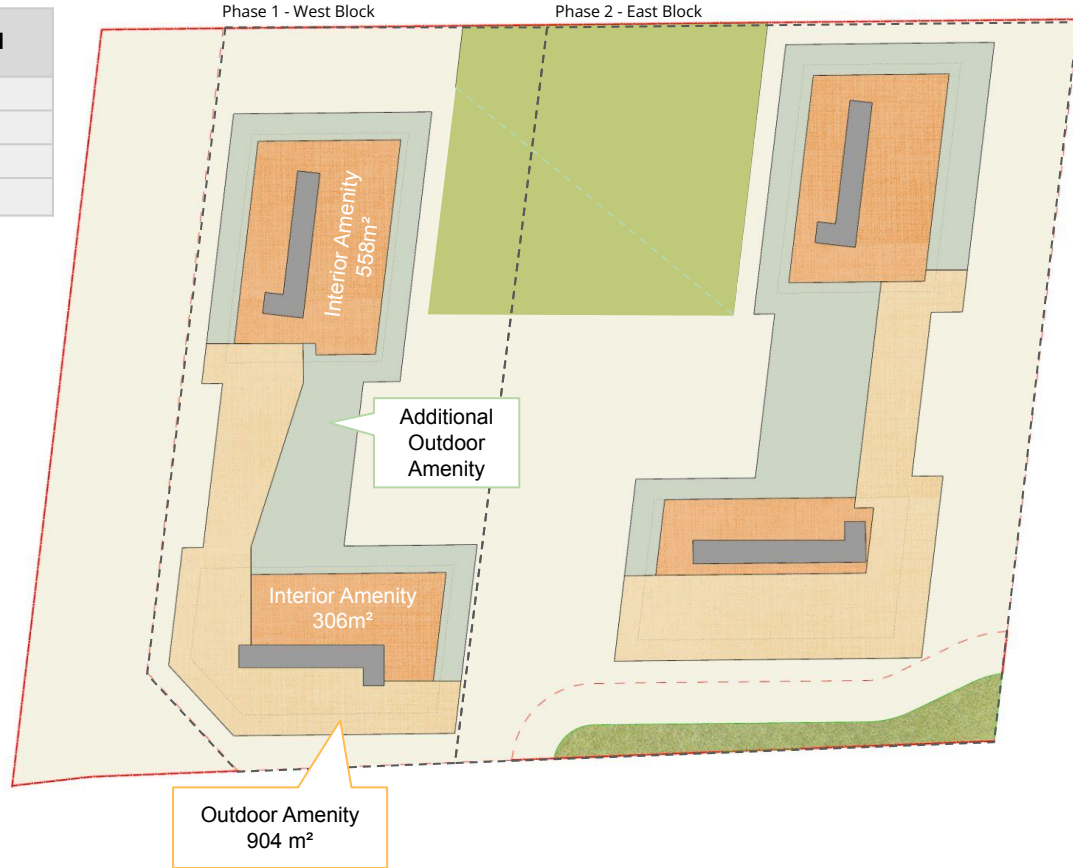 Phase 1 - West Block
Phase 2 - East Block
Interior Amenity
558m²
Additional
Outdoor
Amenity
Interior Amenity
306m²
Outdoor Amenity
904 m²